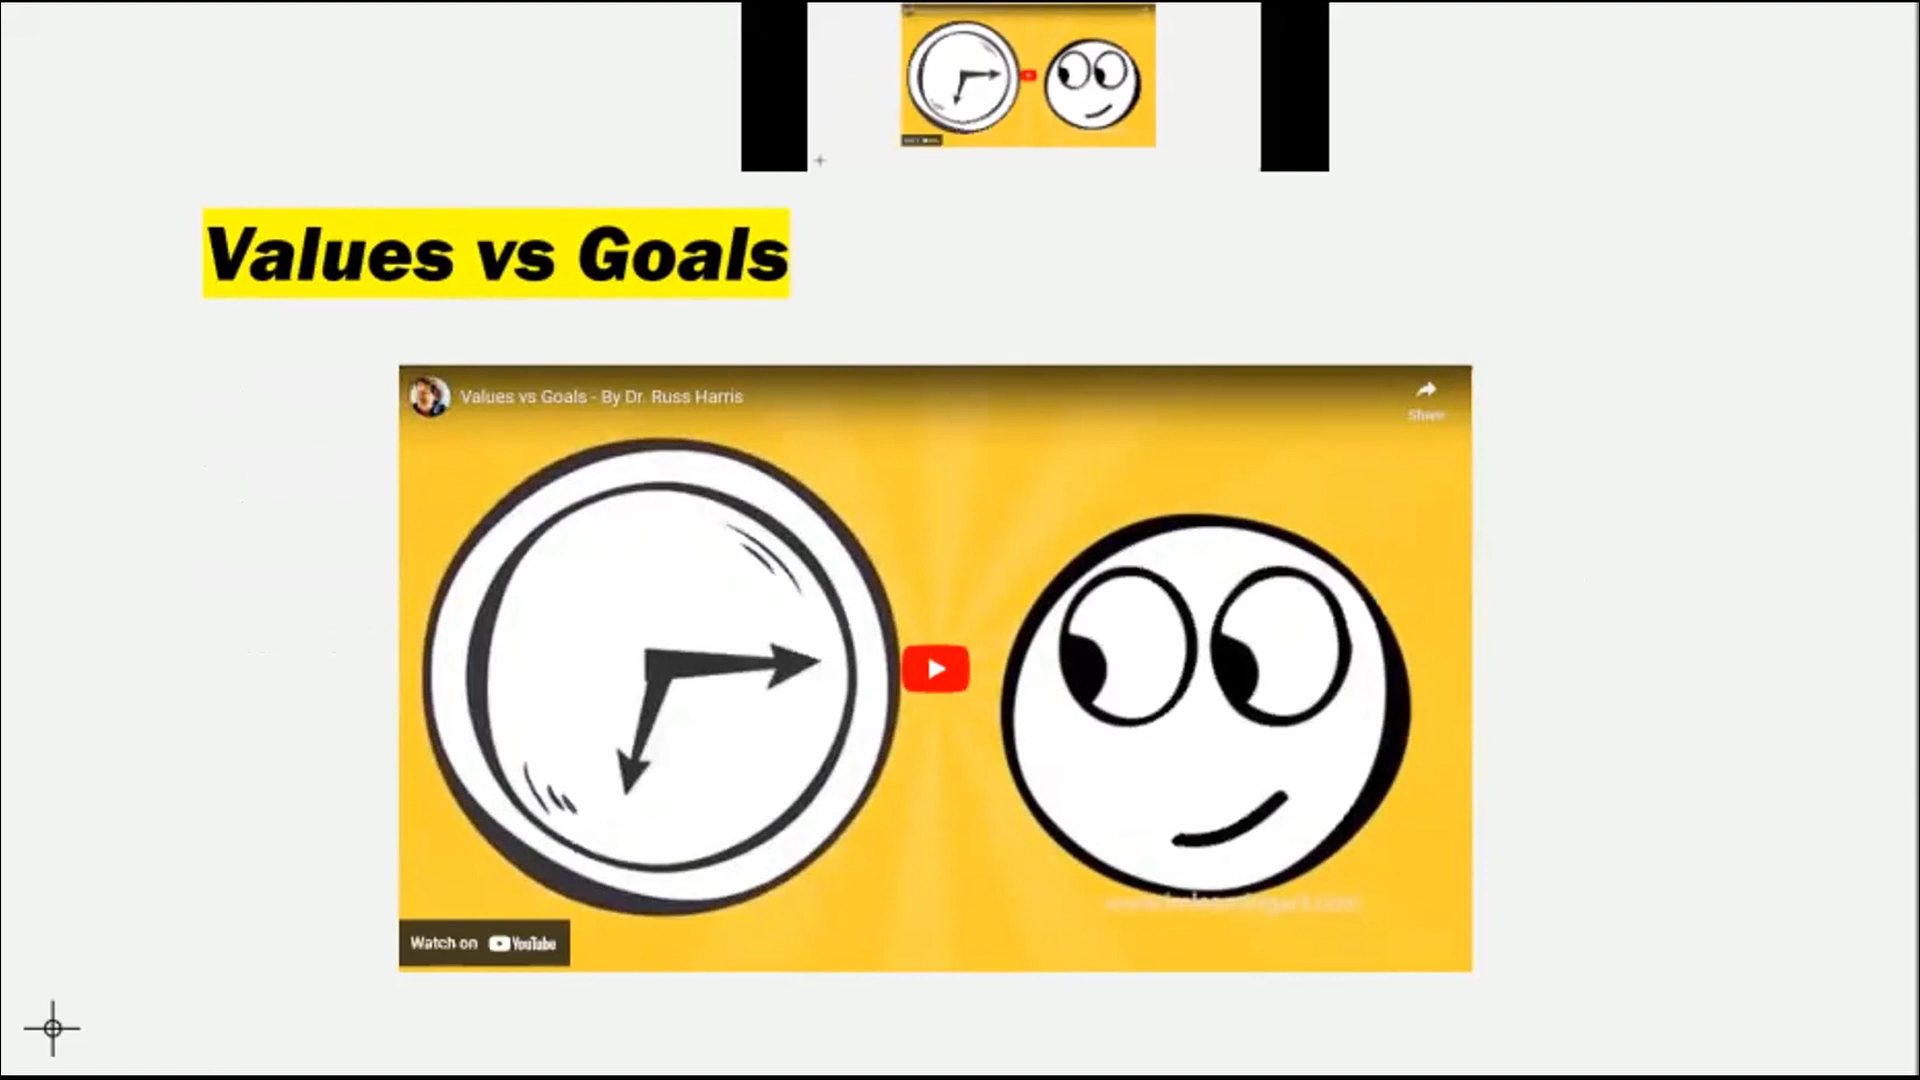 Values vs Goals
Values vs Goals - By Dr. Russ Harris
Share
Watch on YouTube